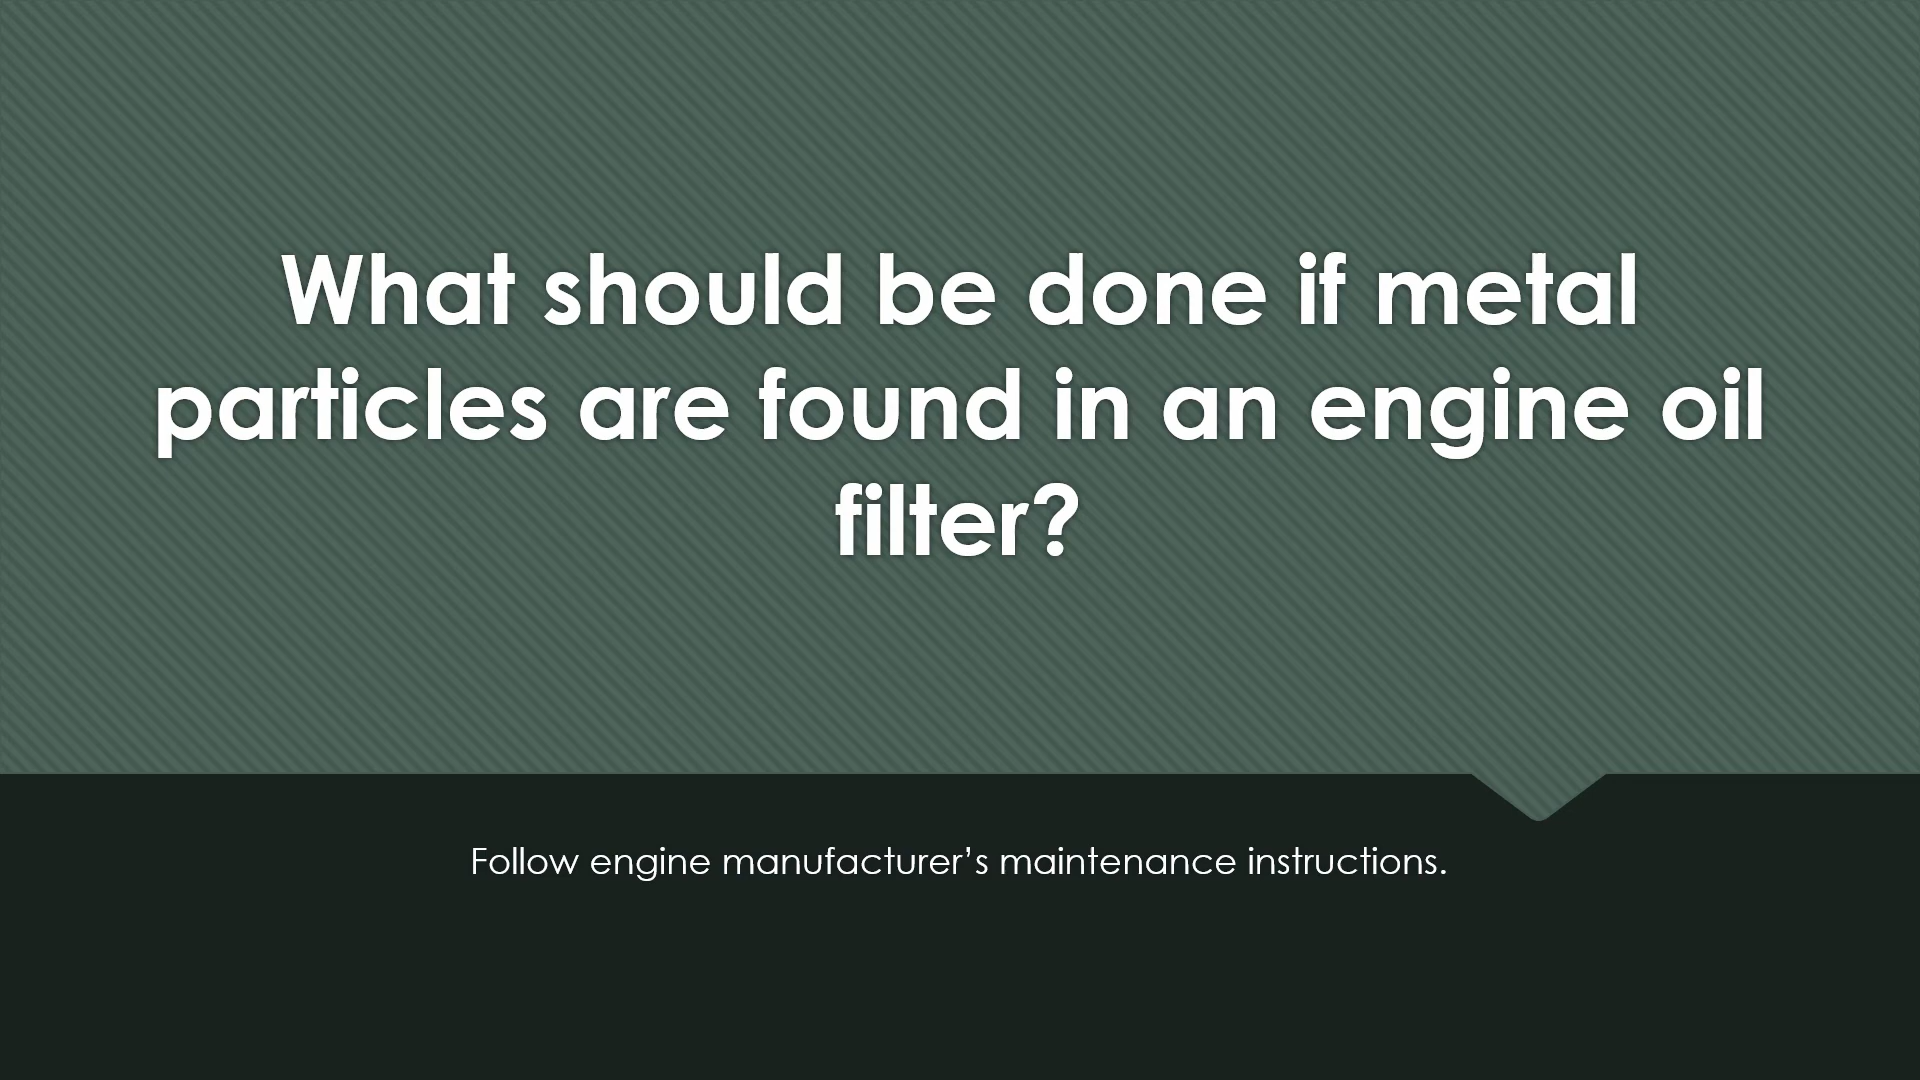 What should be done if metal
particles are found in an engine oil
filter?
Follow engine manufacturer’s maintenance instructions.